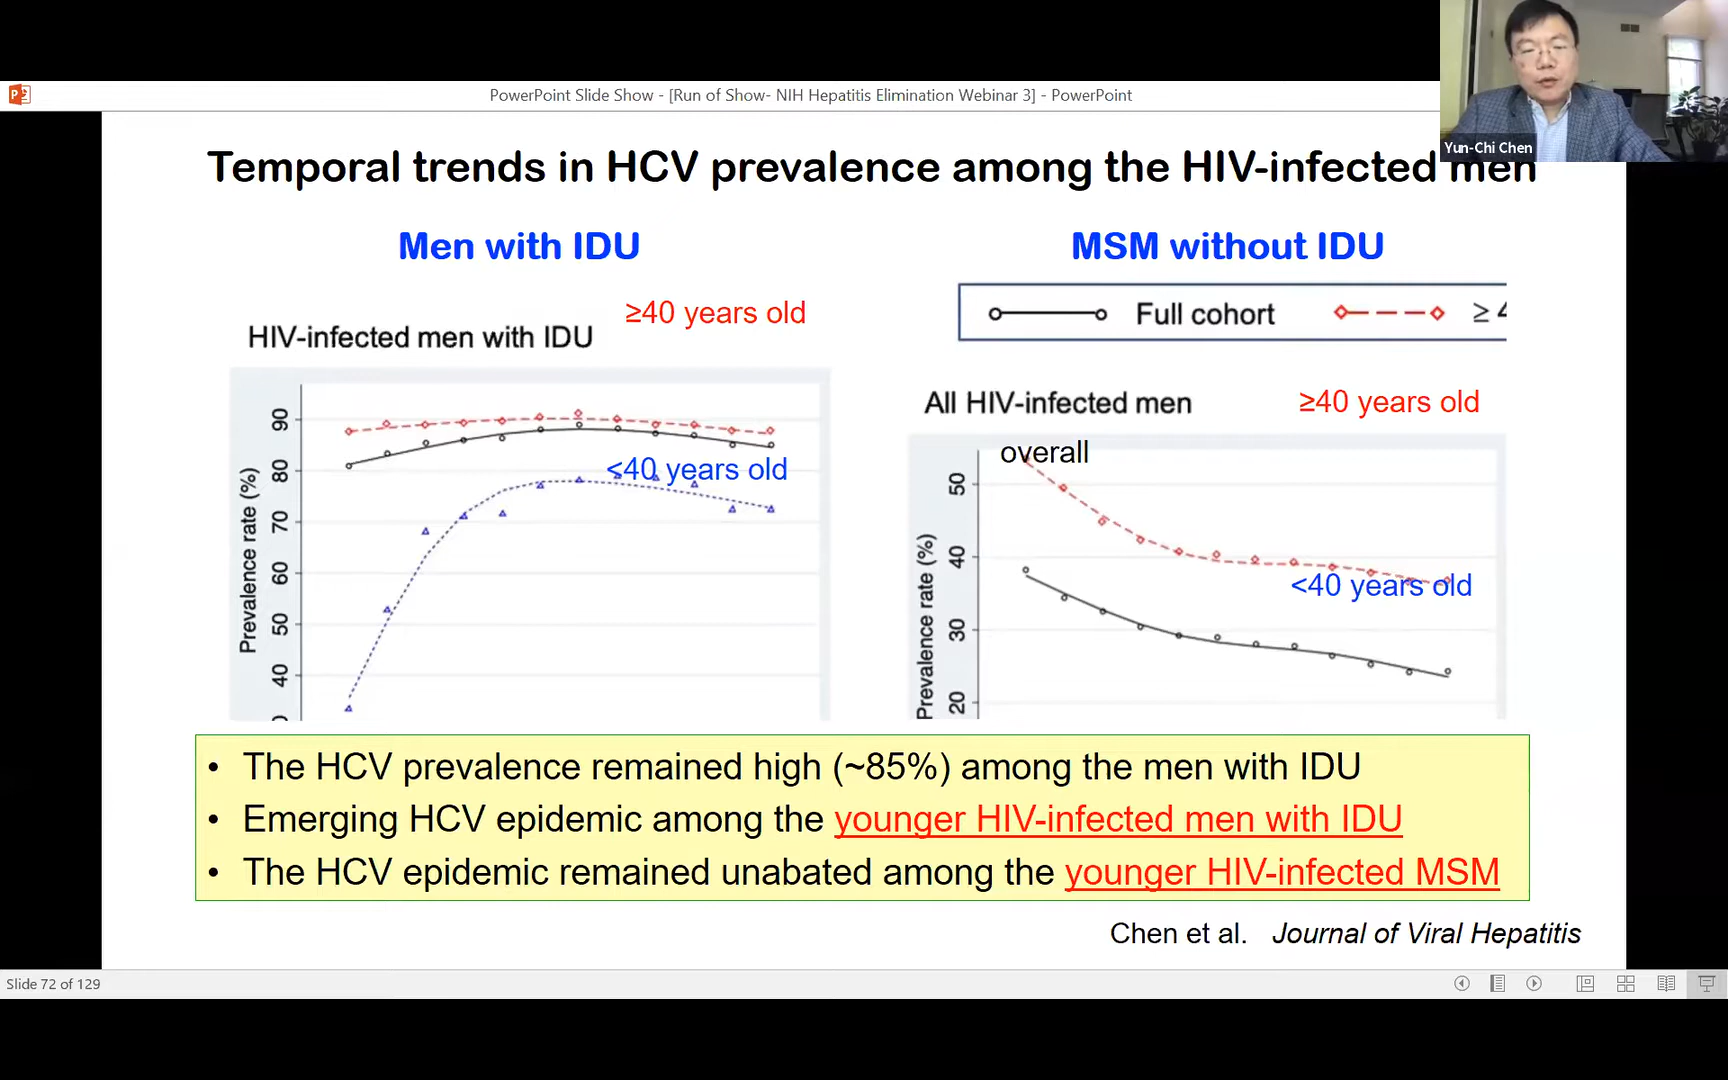 PowerPoint Slide Show - [Run of Show- NIH Hepatitis Elimination Webinar 3] - PowerPoint
Yun-Chi Chen
Temporal trends in HCV prevalence among the HIV-infected men
Men with IDU
MSM without IDU
≥40 years old
Full cohort
≥ 4
HIV-infected men with IDU
All HIV-infected men
≥40 years old
overall
<40 years old
<40 years old
Prevalence rate (%)
90
80
70
60
50
40
Prevalence rate (%)
50
40
30
20
• The HCV prevalence remained high (~85%) among the men with IDU
• Emerging HCV epidemic among the younger HIV-infected men with IDU
• The HCV epidemic remained unabated among the younger HIV-infected MSM
Chen et al. Journal of Viral Hepatitis
Slide 72 of 129